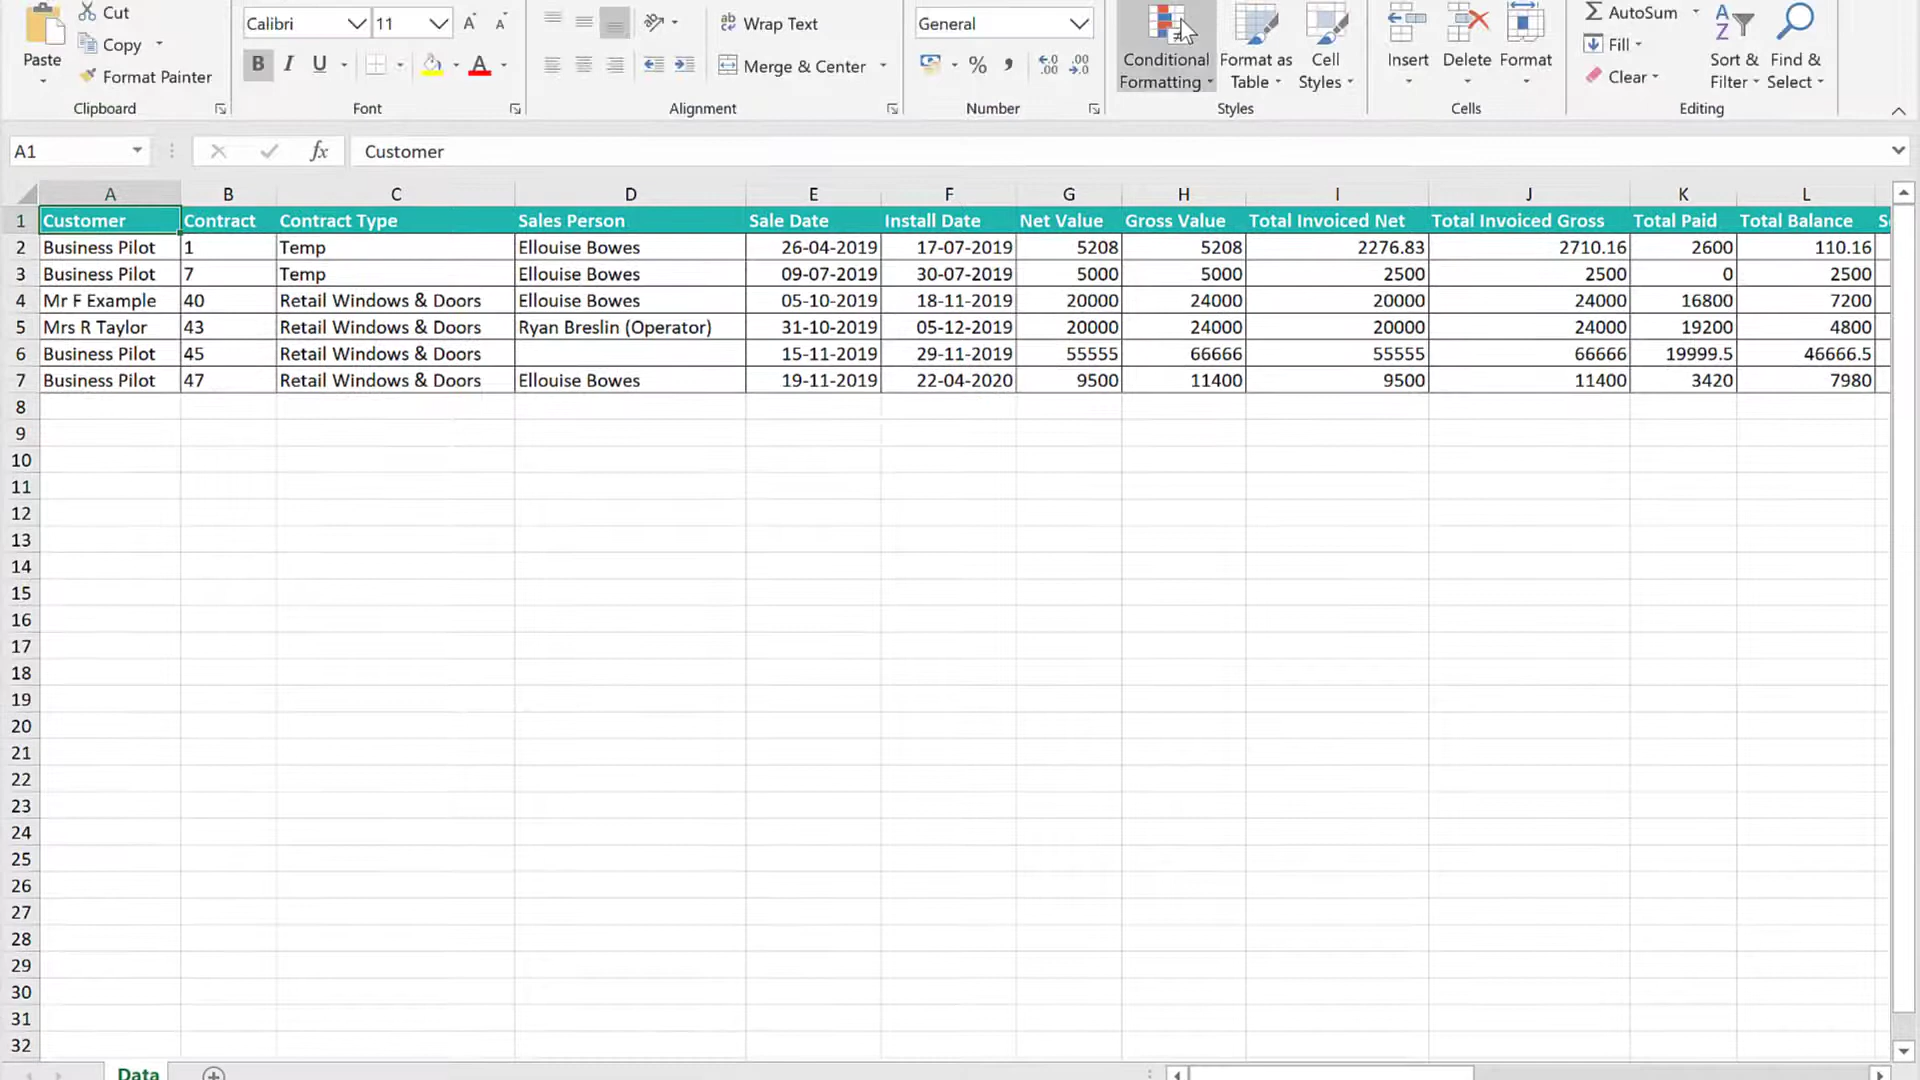 Cut
Calibri 11 A A
ab Wrap Text
General
Σ AutoSum
Copy
Paste
Format Painter
B I U A
Merge & Center
% 9
Conditional Formatting
Format as Table
Cell Styles
Insert Delete Format
Fill
Clear
Sort & Filter
Find & Select
Clipboard Font Alignment Number Styles Cells Editing
A1 fx Customer
A B C D E F G H I J K L
1 Customer Contract Contract Type Sales Person Sale Date Install Date Net Value Gross Value Total Invoiced Net Total Invoiced Gross Total Paid Total Balance
2 Business Pilot 1 Temp Ellouise Bowes 26-04-2019 17-07-2019 5208 5208 2276.83 2710.16 2600 110.16
3 Business Pilot 7 Temp Ellouise Bowes 09-07-2019 30-07-2019 5000 5000 2500 2500 0 2500
4 Mr F Example 40 Retail Windows & Doors Ellouise Bowes 05-10-2019 18-11-2019 20000 24000 20000 24000 16800 7200
5 Mrs R Taylor 43 Retail Windows & Doors Ryan Breslin (Operator) 31-10-2019 05-12-2019 20000 24000 20000 24000 19200 4800
6 Business Pilot 45 Retail Windows & Doors 15-11-2019 29-11-2019 55555 66666 55555 66666 19999.5 46666.5
7 Business Pilot 47 Retail Windows & Doors Ellouise Bowes 19-11-2019 22-04-2020 9500 11400 9500 11400 3420 7980
8
9
10
11
12
13
14
15
16
17
18
19
20
21
22
23
24
25
26
27
28
29
30
31
32
Data